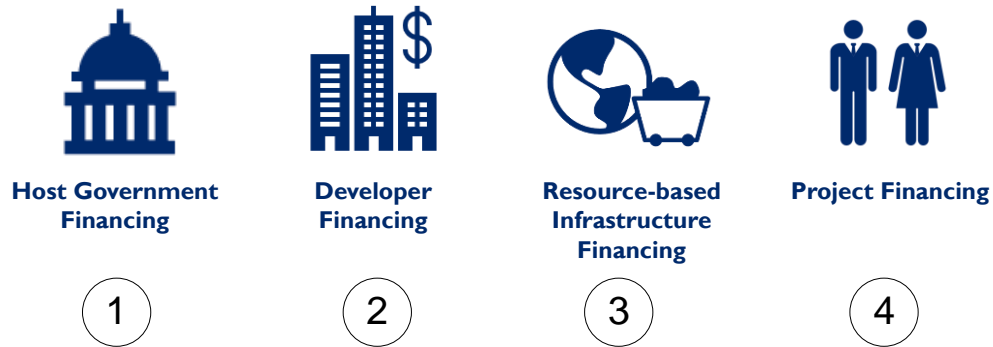 $
Host Government
Financing
Developer
Financing
Resource-based
Infrastructure
Financing
Project Financing
1
2
3
4